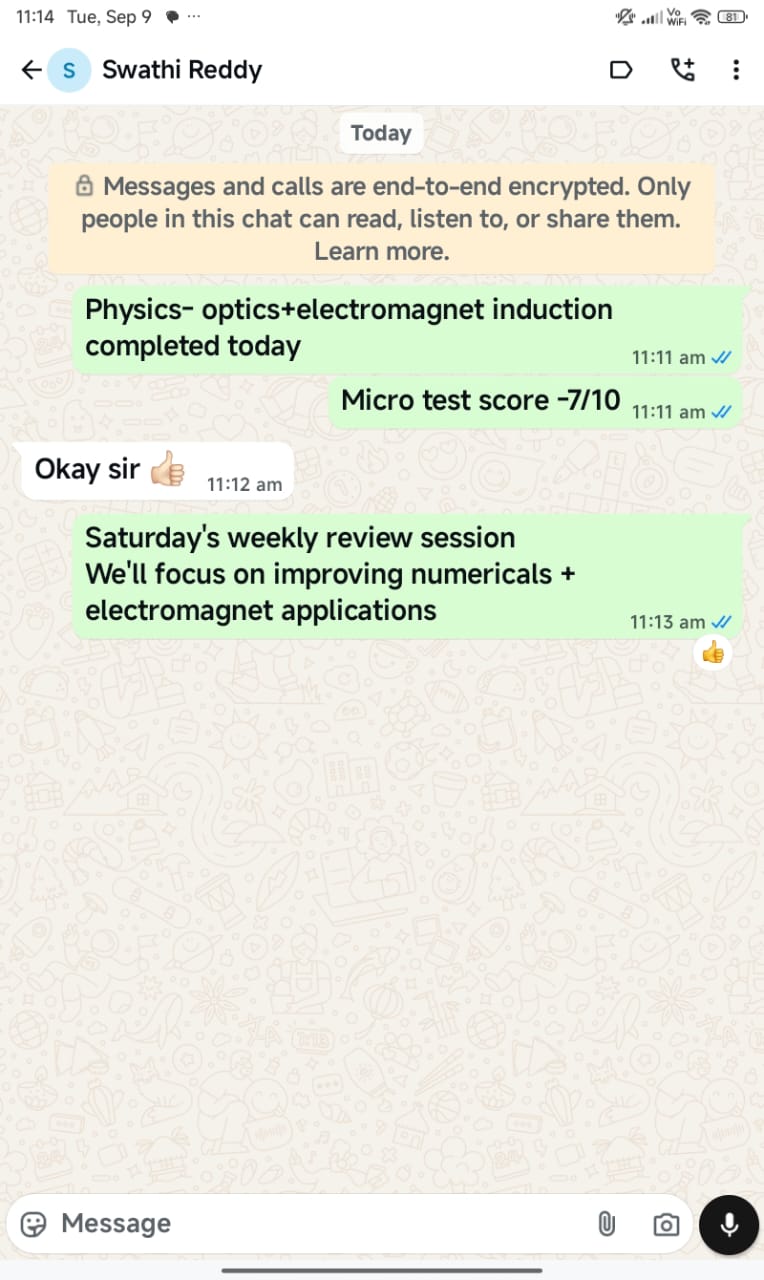 11:14 Tue, Sep 9 ...
Vo
WiFi
81
S Swathi Reddy
Today
Messages and calls are end-to-end encrypted. Only
people in this chat can read, listen to, or share them.
Learn more.
Physics- optics+electromagnet induction
completed today
11:11 am
Micro test score -7/10 11:11 am
Okay sir 👍🏻 11:12 am
Saturday's weekly review session
We'll focus on improving numericals +
electromagnet applications
11:13 am
👍
Message